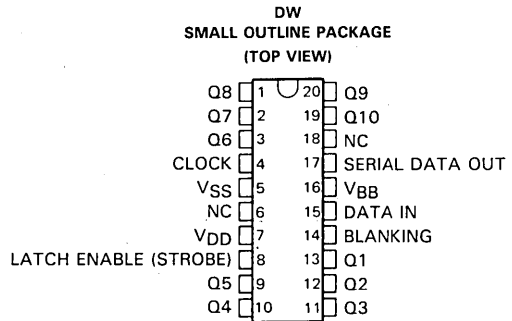 DW
SMALL OUTLINE PACKAGE
(TOP VIEW)
Q8 1 20 Q9
Q7 2 19 Q10
Q6 3 18 NC
CLOCK 4 17 SERIAL DATA OUT
VSS 5 16 VBB
NC 6 15 DATA IN
VDD 7 14 BLANKING
LATCH ENABLE (STROBE) 8 13 Q1
Q5 9 12 Q2
Q4 10 11 Q3